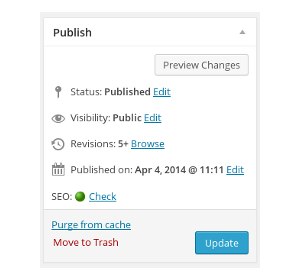 Publish
Preview Changes
Status: Published Edit
Visibility: Public Edit
Revisions: 5+ Browse
Published on: Apr 4, 2014 @ 11:11 Edit
SEO: Check
Purge from cache
Move to Trash
Update